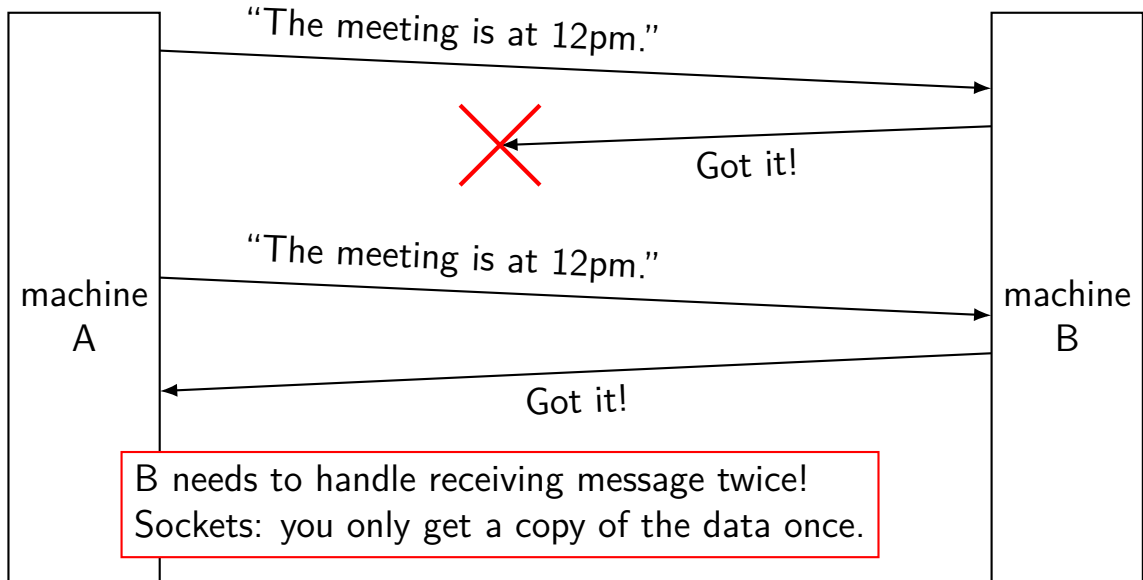 “The meeting is at 12pm.”
Got it!
“The meeting is at 12pm.”
machine
A
machine
B
Got it!
B needs to handle receiving message twice!
Sockets: you only get a copy of the data once.